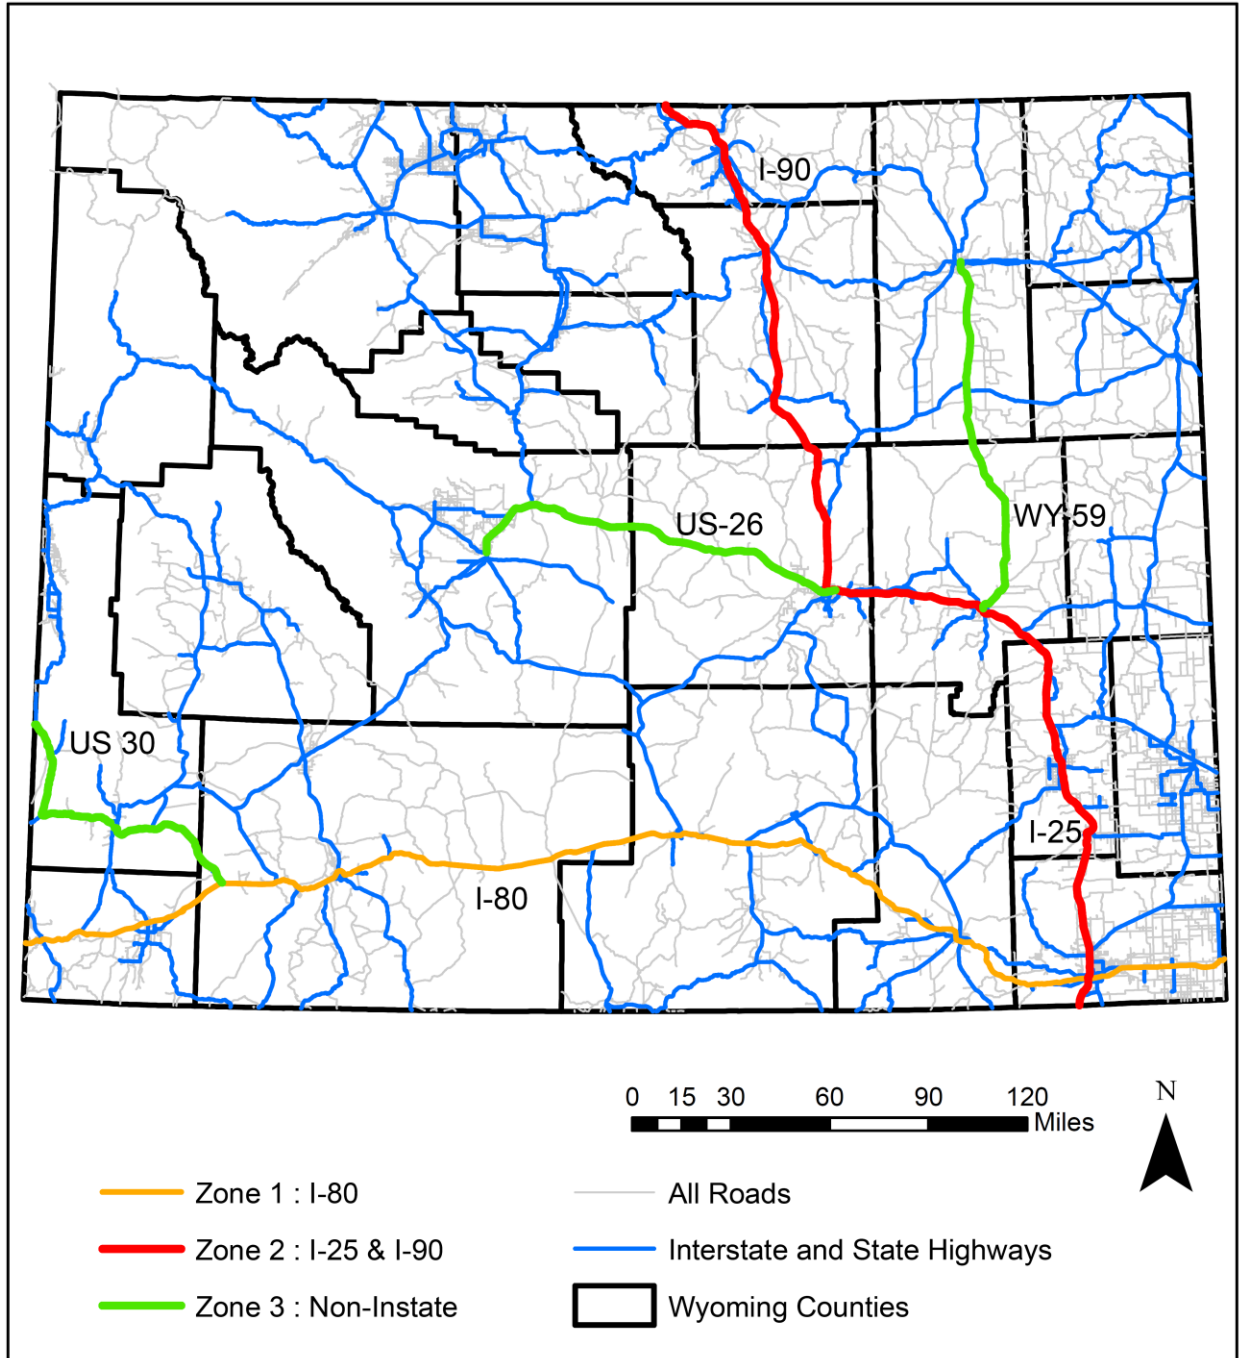 I-90
US-26
WY-59
US 30
I-25
I-80
0 15 30 60 90 120
Miles
N
Zone 1 : I-80
Zone 2 : I-25 & I-90
Zone 3 : Non-Instate
All Roads
Interstate and State Highways
Wyoming Counties